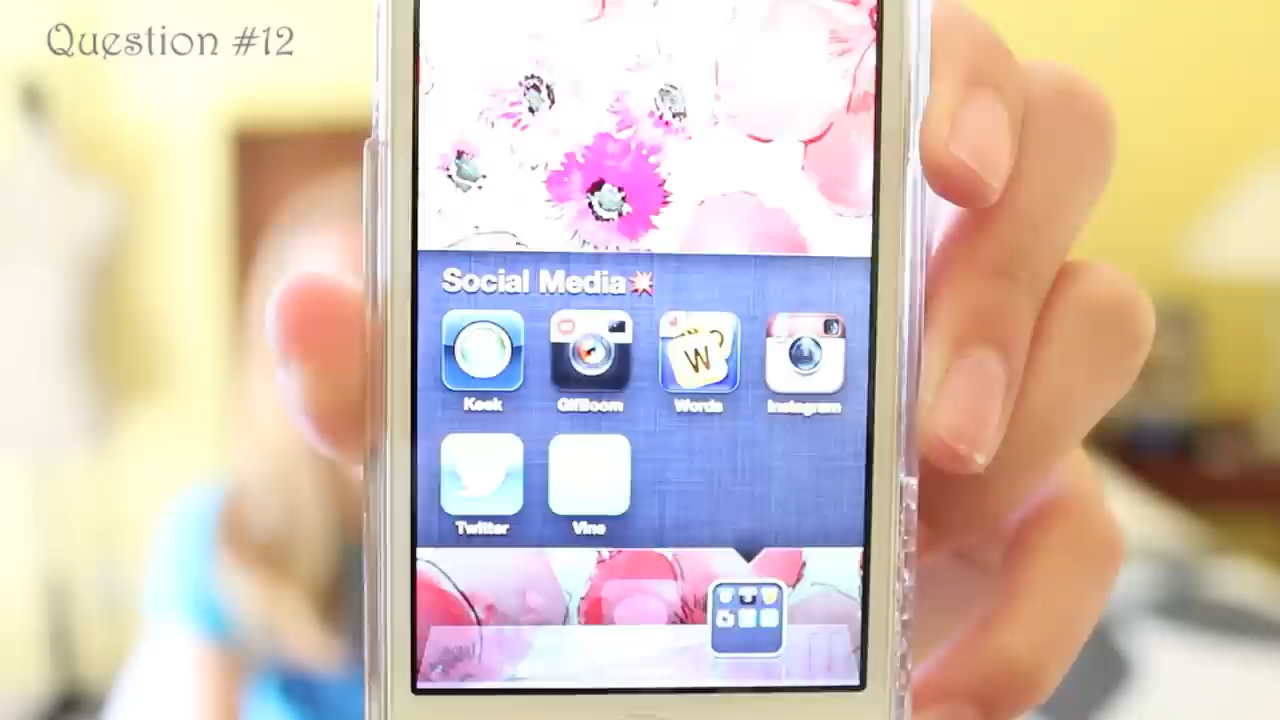 Question #12
Social Media
Keek GifBoom Words Instagram
W
Twitter Vine